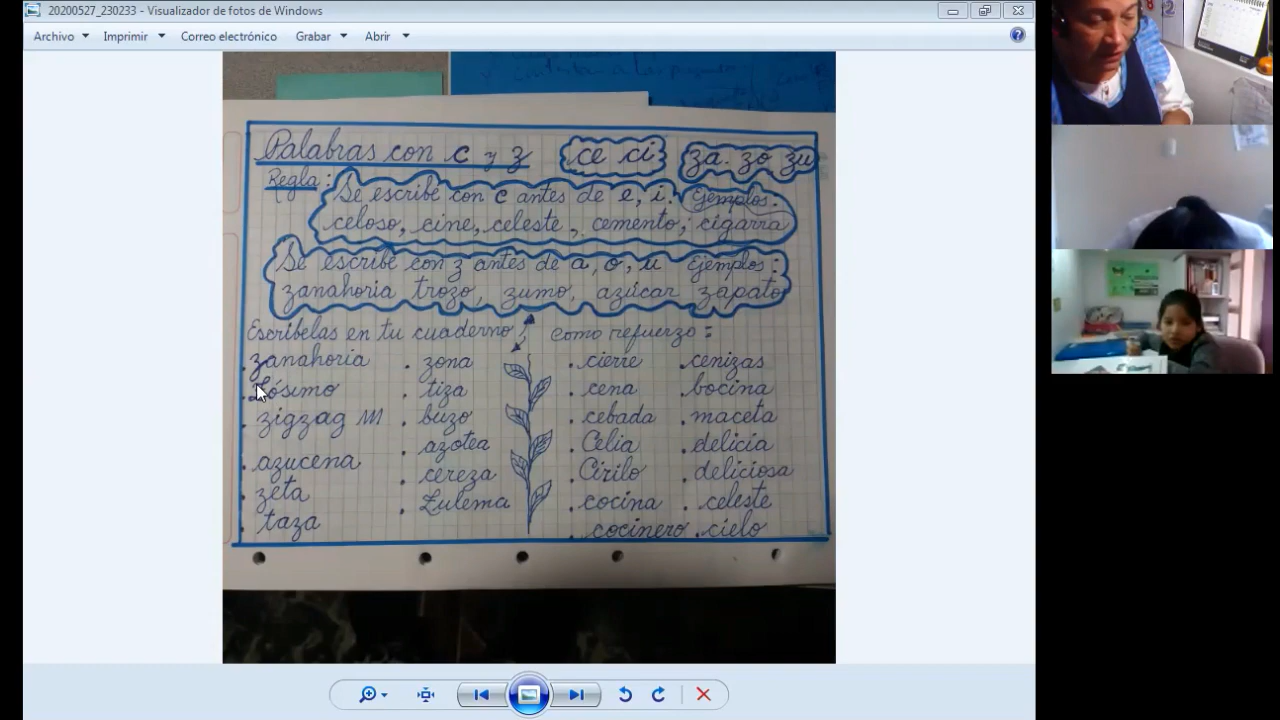 20200527_230233 - Visualizador de fotos de Windows
Archivo Imprimir Correo electrónico Grabar Abrir
Palabras con c y z ce ci za. zo zu
Regla: Se escribe con c antes de e, i. Ejemplos:
celoso, cine, celeste, cemento, cigarra
Se escribe con z antes de a, o, u Ejemplos:
zanahoria trozo, zumo, azúcar zapato
Escríbelas en tu cuaderno, como refuerzo:
. zanahoria . zona . cierre . cenizas
. Zósimo . tiza . cena . bocina
. zigzag . buzo . cebada . maceta
. azotea . Celia . delicia
. azucena . cereza . Cirilo . deliciosa
. zeta . Zulema . cocina . celeste
. taza . cocinero . cielo